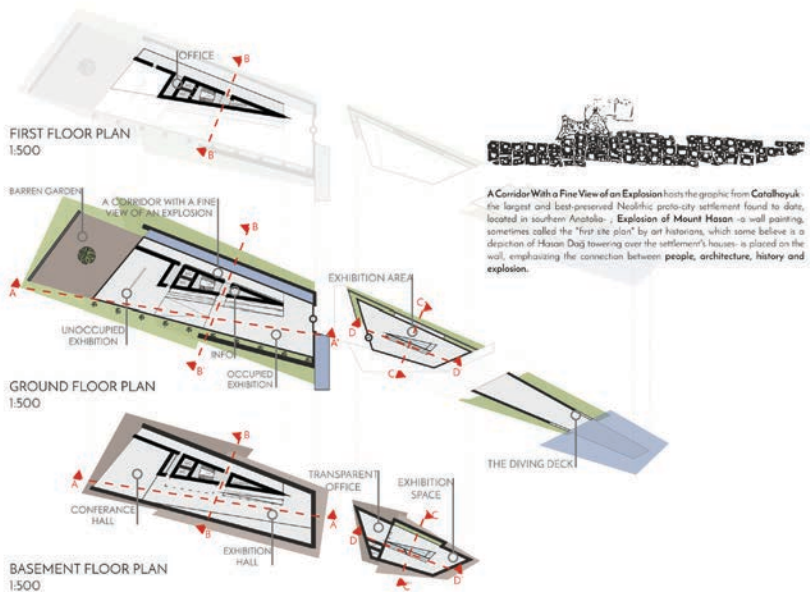 OFFICE
B
B'
FIRST FLOOR PLAN
1:500
A Corridor With a Fine View of an Explosion hosts the graphic from Catalhoyuk -
the largest and best-preserved Neolithic proto-city settlement found to date,
located in southern Anatolia- , Explosion of Mount Hasan -a wall painting,
sometimes called the "first site plan" by art historians, which some believe is a
depiction of Hasan Dağ towering over the settlement's houses- is placed on the
wall, emphasizing the connection between people, architecture, history and
explosion.
BARREN GARDEN
A CORRIDOR WITH A FINE
VIEW OF AN EXPLOSION
B
A
EXHIBITION AREA
C
D
UNOCCUPIED
EXHIBITION
INFO
B'
OCCUPIED
EXHIBITION
A'
C
D'
GROUND FLOOR PLAN
1:500
THE DIVING DECK
B
A
CONFERANCE
HALL
B
EXHIBITION
HALL
A
TRANSPARENT
OFFICE
EXHIBITION
SPACE
C
D
C
D
BASEMENT FLOOR PLAN
1:500